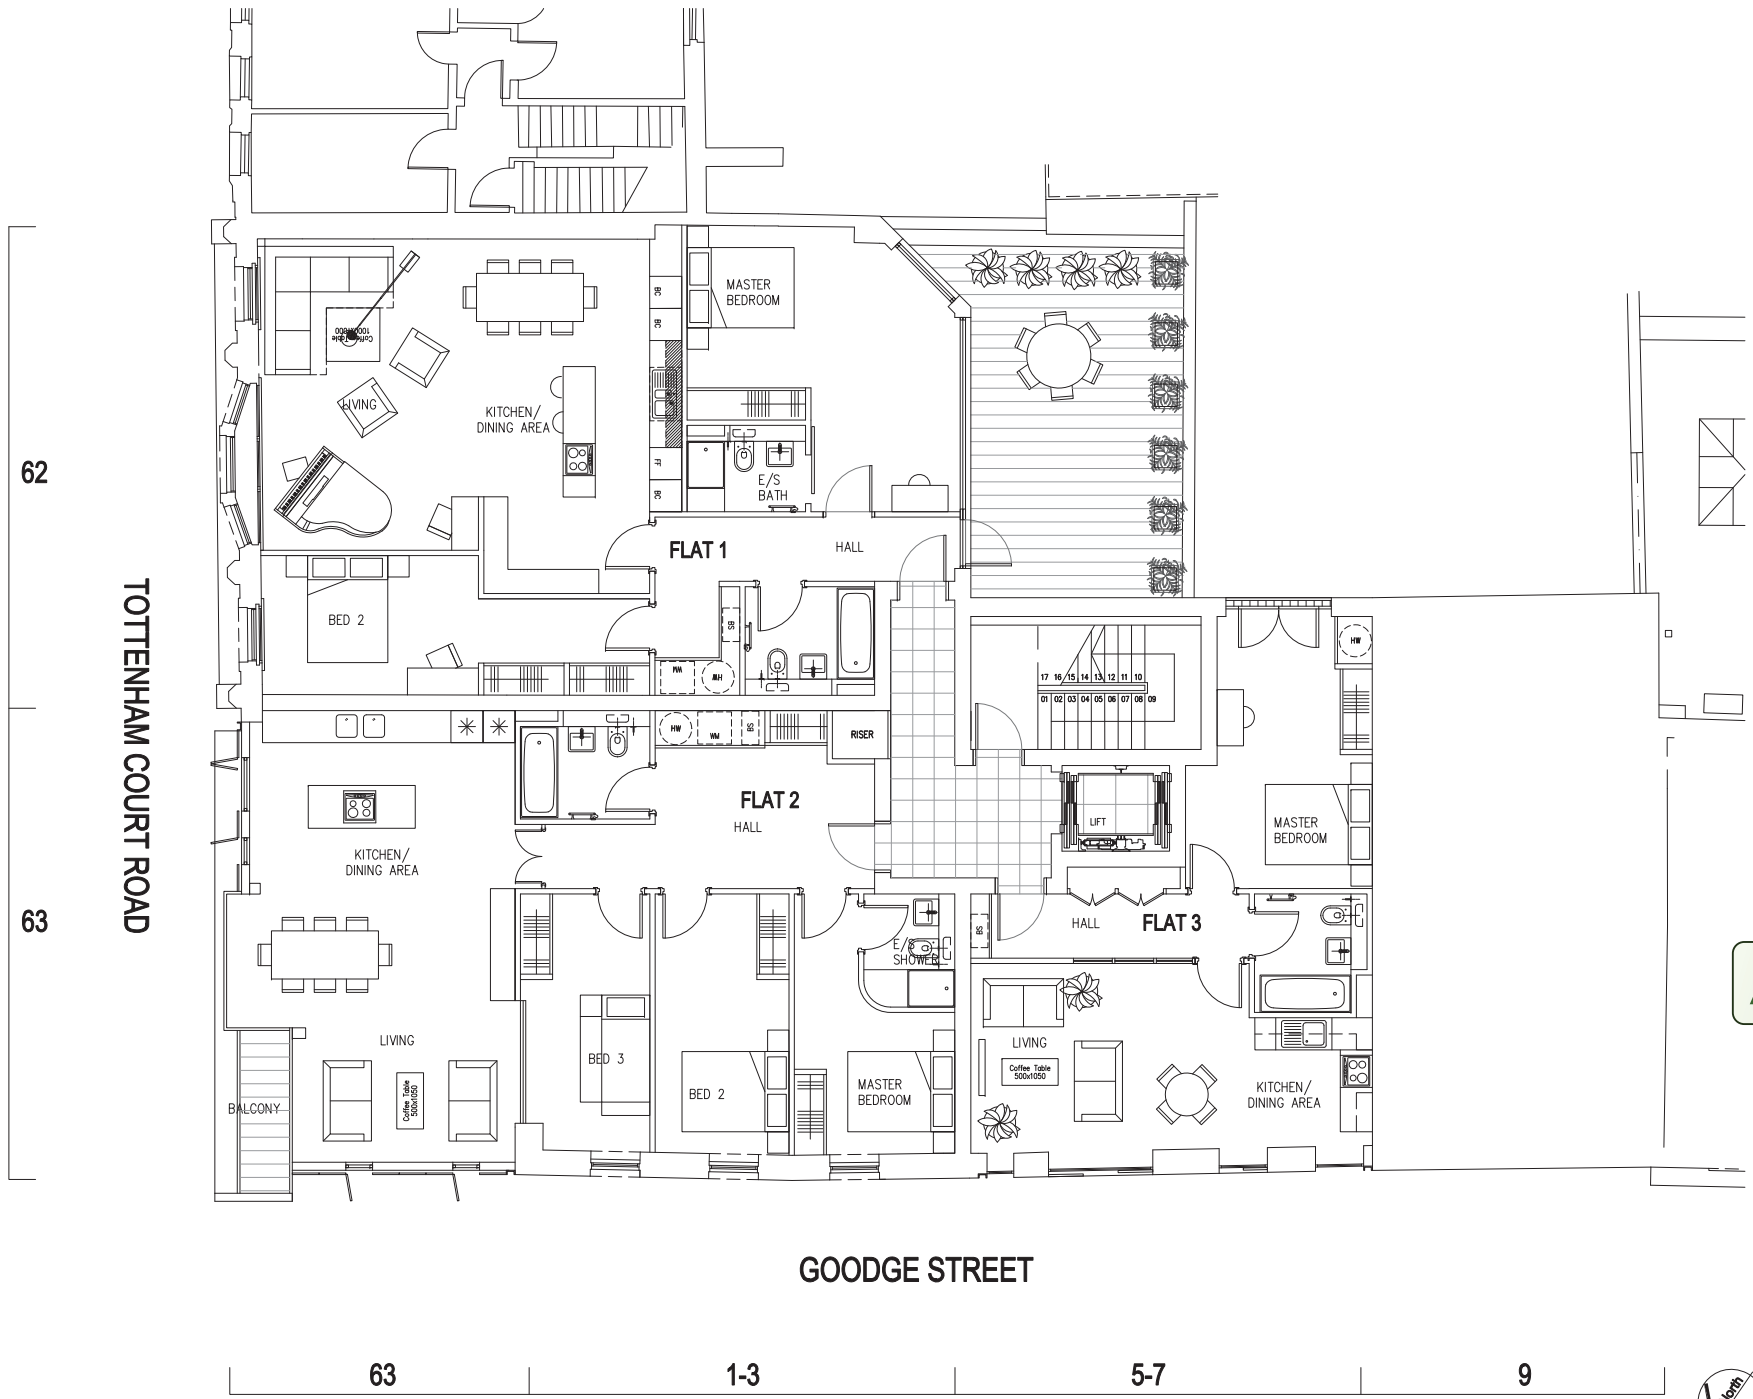 MASTER
BEDROOM
BC
BC
Coffee Table
1000x800
LIVING
KITCHEN/
DINING AREA
FF
BC
E/S
BATH
62
FLAT 1
HALL
BED 2
BS
WM
HW
HW
17 16 15 14 13 12 11 10
01 02 03 04 05 06 07 08 09
TOTTENHAM COURT ROAD
HW
WM
BS
RISER
FLAT 2
HALL
LIFT
MASTER
BEDROOM
KITCHEN/
DINING AREA
63
BS
HALL
FLAT 3
E/S
SHOWER
LIVING
BALCONY
Coffee Table
500x1050
BED 3
BED 2
MASTER
BEDROOM
LIVING
Coffee Table
500x1050
KITCHEN/
DINING AREA
GOODGE STREET
63
1-3
5-7
9